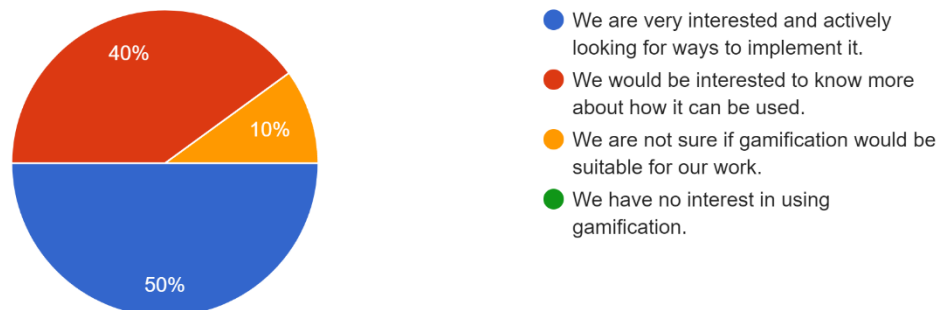 40%
10%
50%
We are very interested and actively
looking for ways to implement it.
We would be interested to know more
about how it can be used.
We are not sure if gamification would be
suitable for our work.
We have no interest in using
gamification.